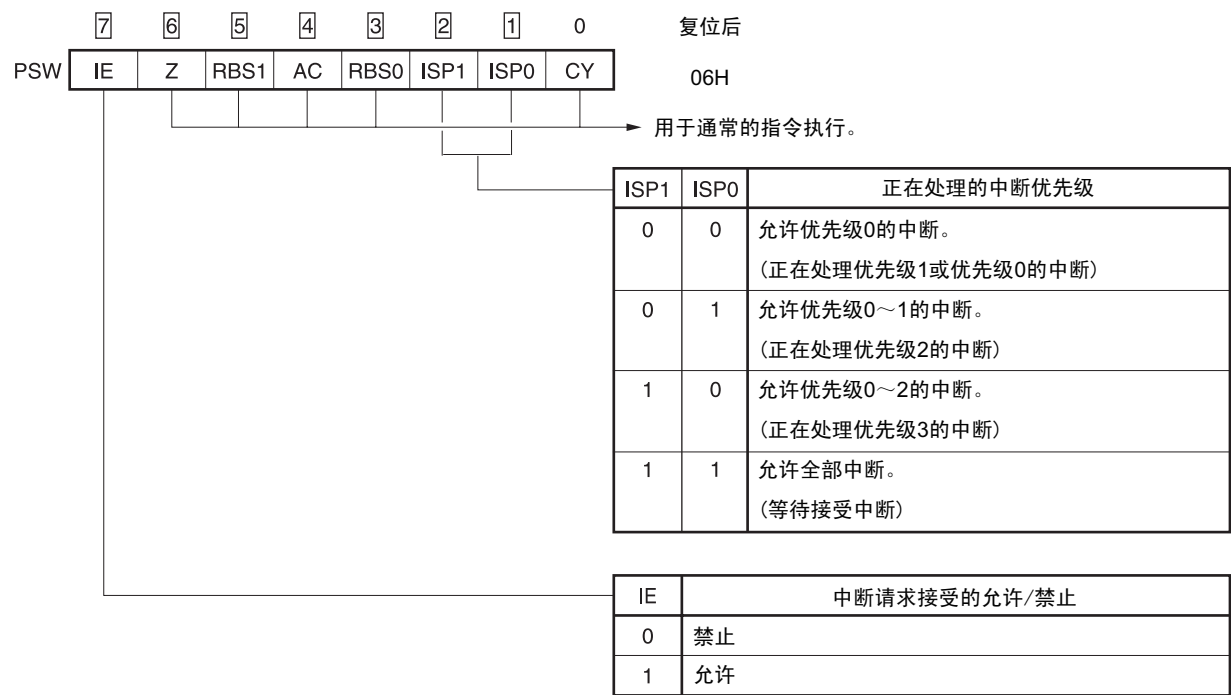 7 6 5 4 3 2 1 0 复位后
PSW IE Z RBS1 AC RBS0 ISP1 ISP0 CY 06H
用于通常的指令执行。
ISP1 ISP0 正在处理的中断优先级
0 0 允许优先级0的中断。
(正在处理优先级1或优先级0的中断)
0 1 允许优先级0～1的中断。
(正在处理优先级2的中断)
1 0 允许优先级0～2的中断。
(正在处理优先级3的中断)
1 1 允许全部中断。
(等待接受中断)
IE 中断请求接受的允许/禁止
0 禁止
1 允许